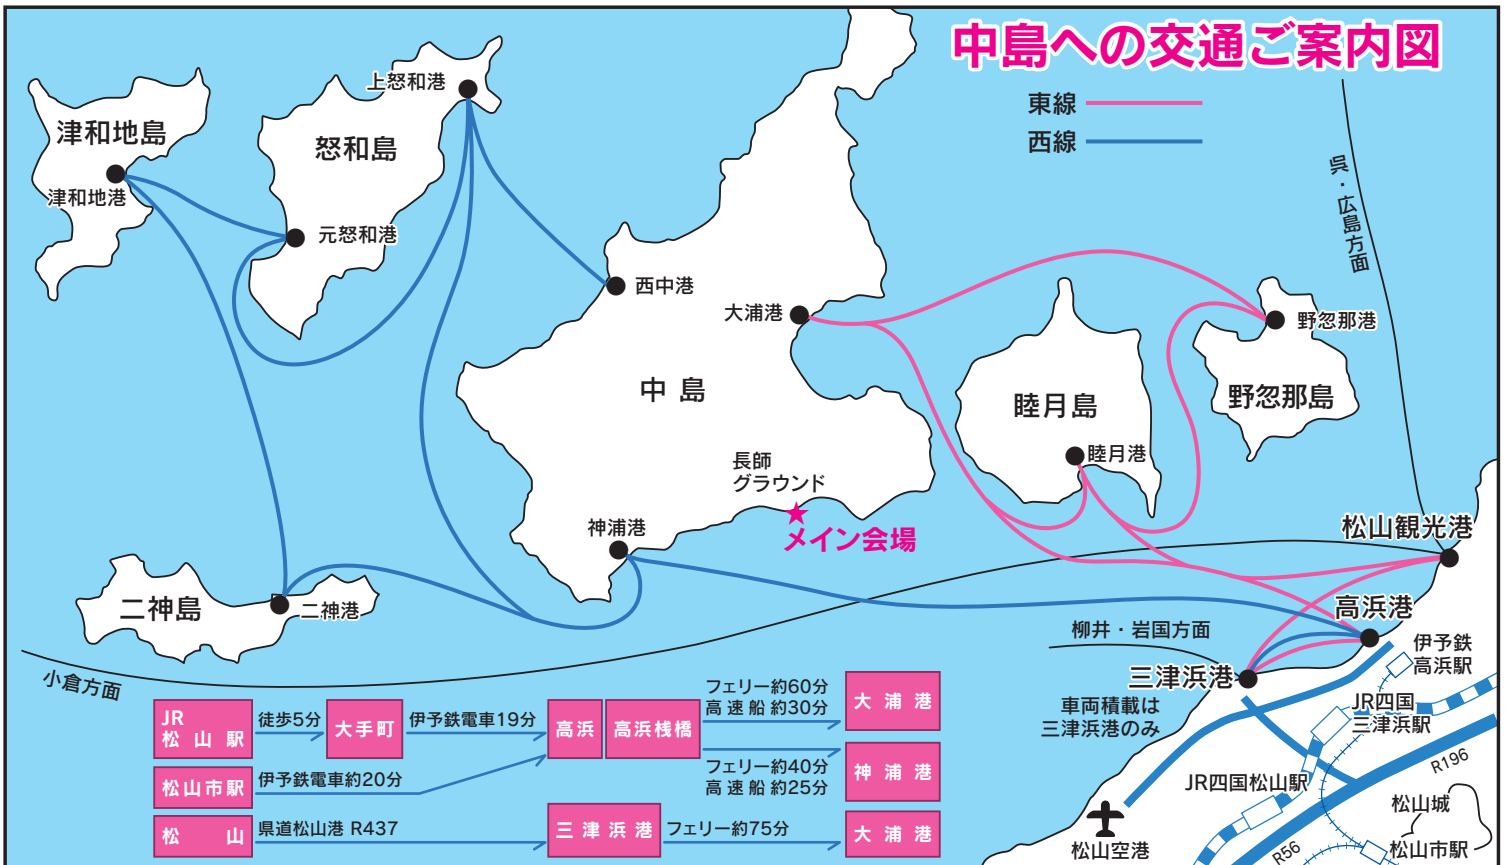 中島への交通ご案内図
東線
西線
上怒和港
津和地島
怒和島
津和地港
元怒和港
呉・広島方面
西中港
大浦港
野忽那港
中島
睦月島
野忽那島
睦月港
長師
グラウンド
メイン会場
神浦港
松山観光港
二神島
二神港
高浜港
柳井・岩国方面
伊予鉄
高浜駅
三津浜港
小倉方面
車両積載は
三津浜港のみ
JR四国
三津浜駅
R196
JR四国松山駅
松山城
松山空港
R56
松山市駅
JR
松山駅
徒歩5分
大手町
伊予鉄電車19分
高浜
高浜桟橋
フェリー約60分
高速船 約30分
大浦港
フェリー約40分
高速船 約25分
神浦港
松山市駅
伊予鉄電車約20分
松山
県道松山港 R437
三津浜港
フェリー約75分
大浦港